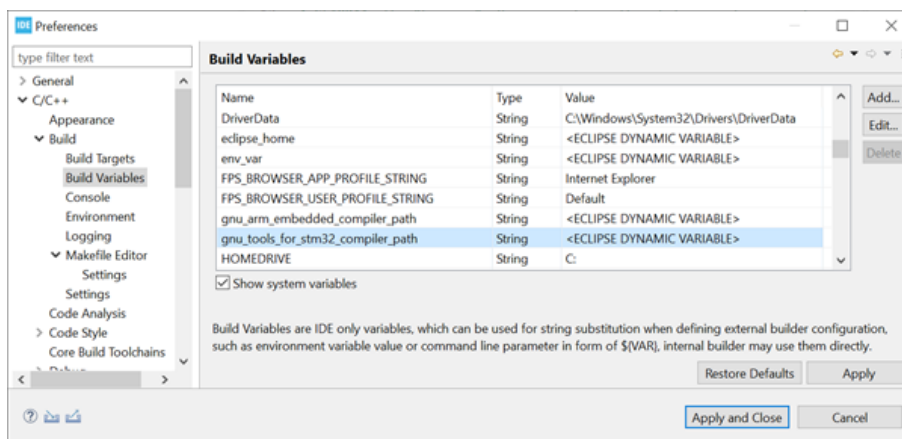 IDE Preferences
type filter text
General
C/C++
Appearance
Build
Build Targets
Build Variables
Console
Environment
Logging
Makefile Editor
Settings
Settings
Code Analysis
Code Style
Core Build Toolchains
Build Variables
Name Type Value
DriverData String C:\Windows\System32\Drivers\DriverData
eclipse_home String <ECLIPSE DYNAMIC VARIABLE>
env_var String <ECLIPSE DYNAMIC VARIABLE>
FPS_BROWSER_APP_PROFILE_STRING String Internet Explorer
FPS_BROWSER_USER_PROFILE_STRING String Default
gnu_arm_embedded_compiler_path String <ECLIPSE DYNAMIC VARIABLE>
gnu_tools_for_stm32_compiler_path String <ECLIPSE DYNAMIC VARIABLE>
HOMEDRIVE String C:
Add...
Edit...
Delete
Show system variables
Build Variables are IDE only variables, which can be used for string substitution when defining external builder configuration,
such as environment variable value or command line parameter in form of ${VAR}, internal builder may use them directly.
Restore Defaults Apply
Apply and Close Cancel